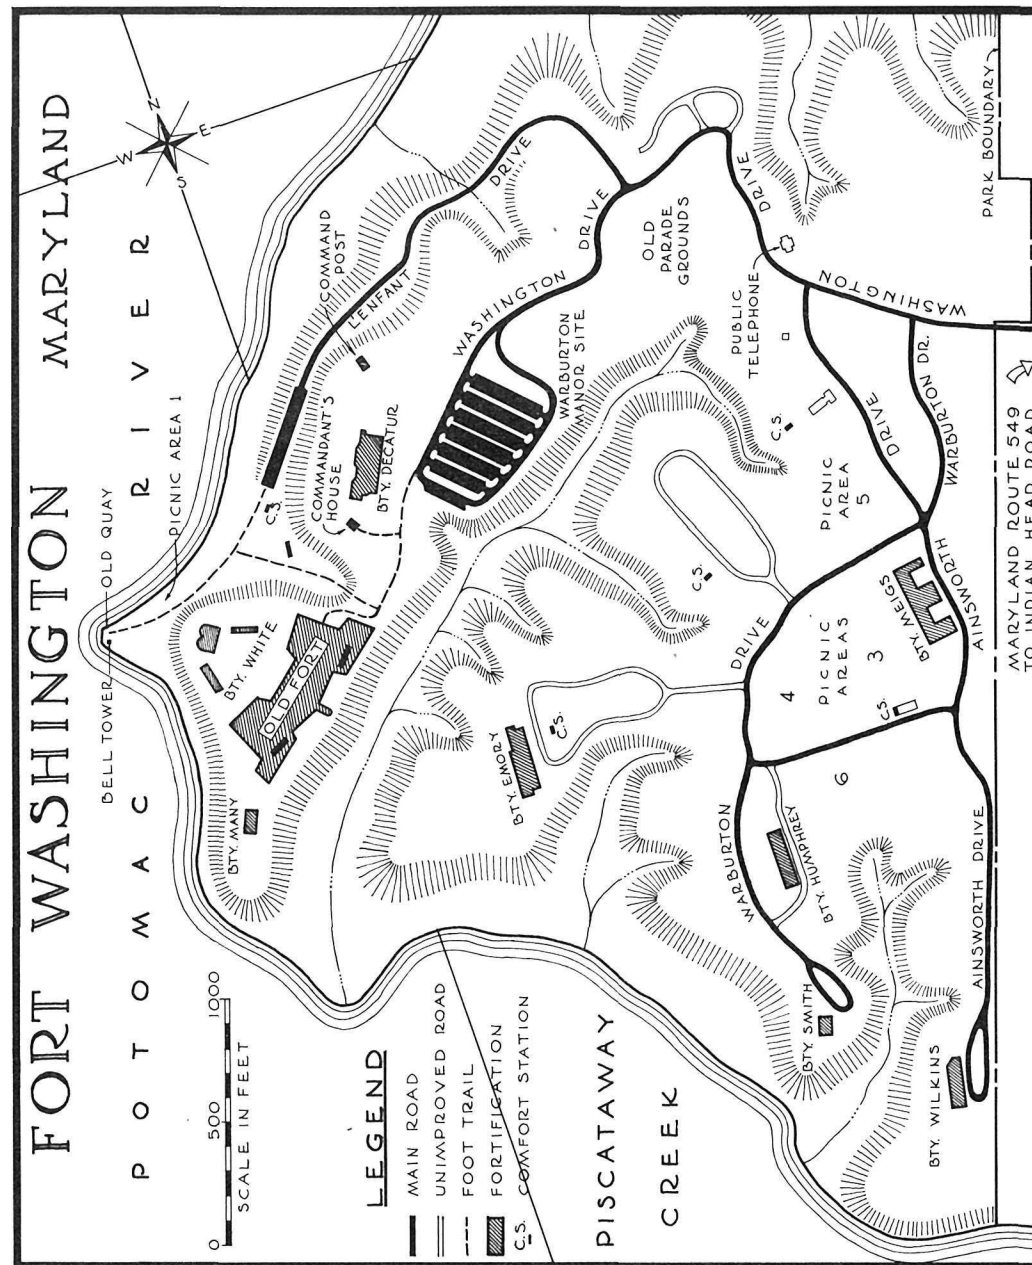 FORT WASHINGTON MARYLAND
POTOMAC RIVER
BELL TOWER
OLD QUAY
PICNIC AREA 1
N
E
S
W
0 500 1000
SCALE IN FEET
LEGEND
MAIN ROAD
UNIMPROVED ROAD
FOOT TRAIL
FORTIFICATION
C.S. COMFORT STATION
PISCATAWAY
CREEK
BTY. MANY
BTY. WHITE
OLD FORT
C.S.
COMMANDANT'S
HOUSE
BTY. DECATUR
COMMAND
POST
L'ENFANT
DRIVE
WASHINGTON
DRIVE
WARBURTON
MANOR SITE
OLD
PARADE
GROUNDS
DRIVE
WASHINGTON
PUBLIC
TELEPHONE
PARK BOUNDARY
BTY. EMORY
C.S.
C.S.
C.S.
PICNIC
AREA
5
DRIVE
WARBURTON DR.
WARBURTON
DRIVE
4
PICNIC
AREAS
3
6
BTY. MEIGS
C.S.
AINSWORTH
BTY. HUMPHREY
BTY. SMITH
BTY. WILKINS
AINSWORTH DRIVE
MARYLAND ROUTE 549
TO INDIAN HEAD ROAD